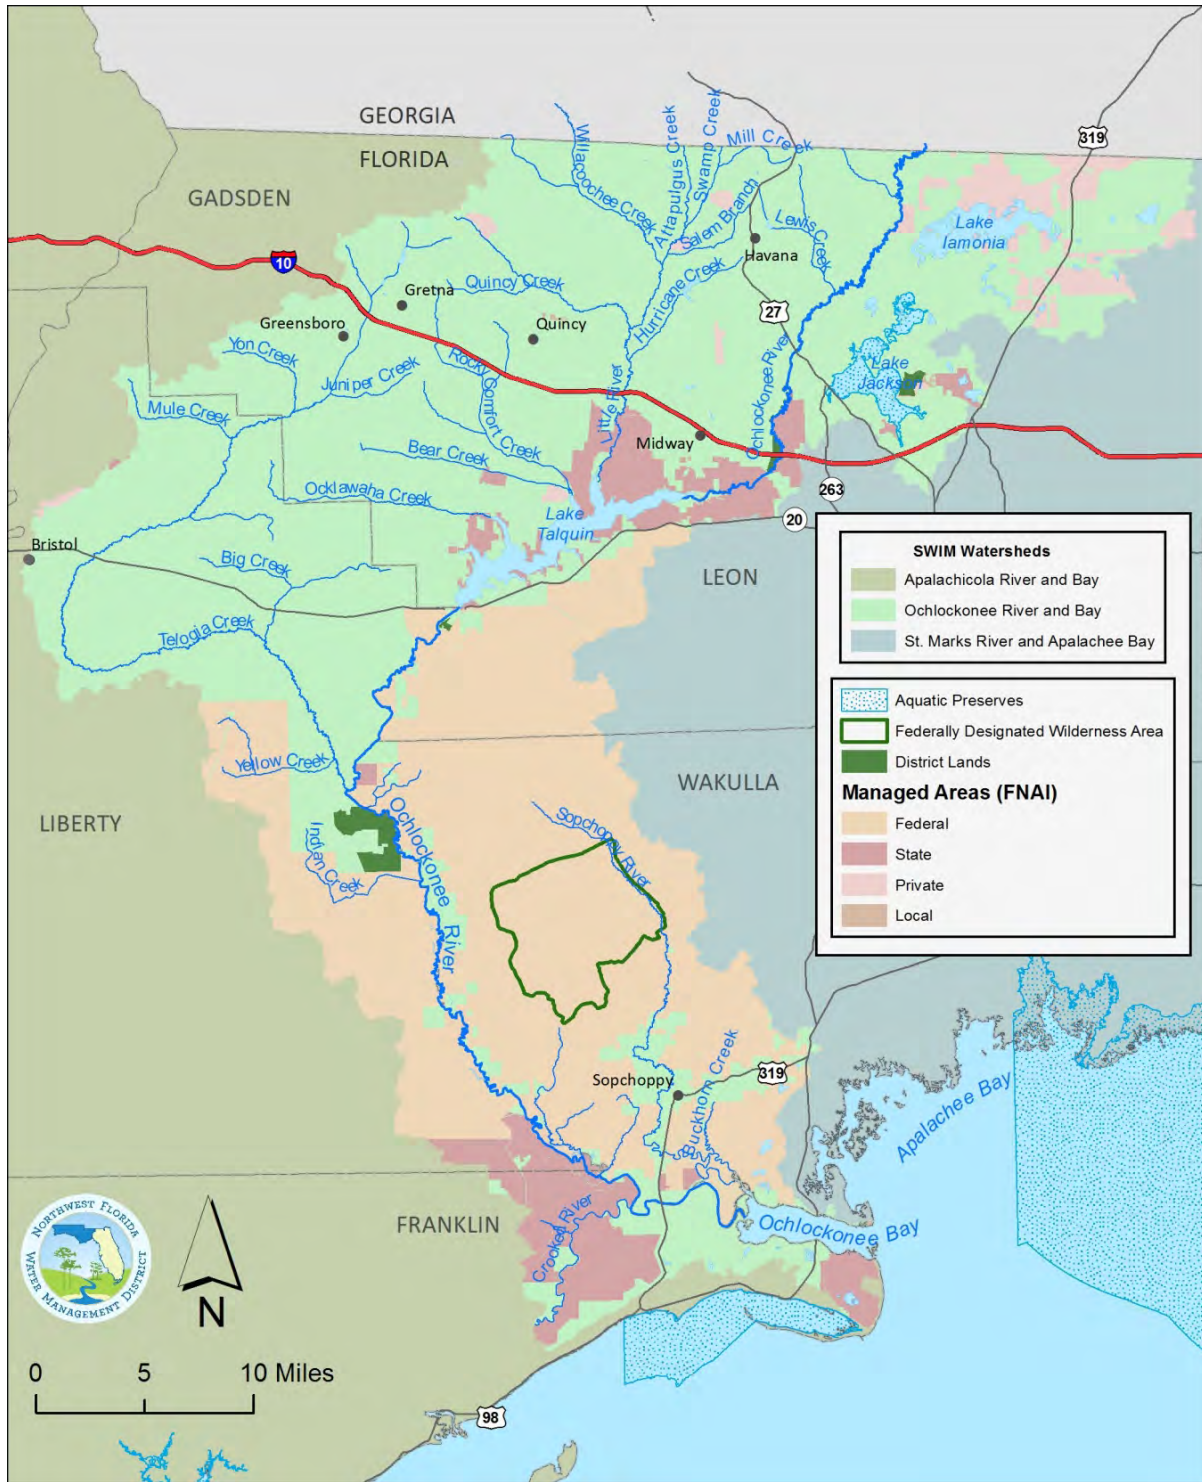 GEORGIA
FLORIDA
319
GADSDEN
Willacoochee Creek
Attapulgus Creek
Swamp Creek
Mill Creek
Salem Branch
Lewis Creek
Havana
Lake
Iamonia
10
Quincy Creek
Hurricane Creek
Gretna
Greensboro
Quincy
27
Yon Creek
Juniper Creek
Rocky Comfort Creek
Little River
Ochlockonee River
Lake
Jackson
Mule Creek
Midway
Bear Creek
Ocklawaha Creek
263
Lake
Talquin
20
Bristol
Big Creek
LEON
Telogia Creek
SWIM Watersheds
Apalachicola River and Bay
Ochlockonee River and Bay
St. Marks River and Apalachee Bay
Aquatic Preserves
Federally Designated Wilderness Area
District Lands
Managed Areas (FNAI)
Federal
State
Private
Local
Yellow Creek
WAKULLA
LIBERTY
Indian Creek
Ochlockonee River
Sopchoppy River
Sopchoppy
319
Buckhorn Creek
Apalachee Bay
FRANKLIN
Crooked River
Ochlockonee Bay
NORTHWEST FLORIDA
WATER MANAGEMENT DISTRICT
N
0 5 10 Miles
98